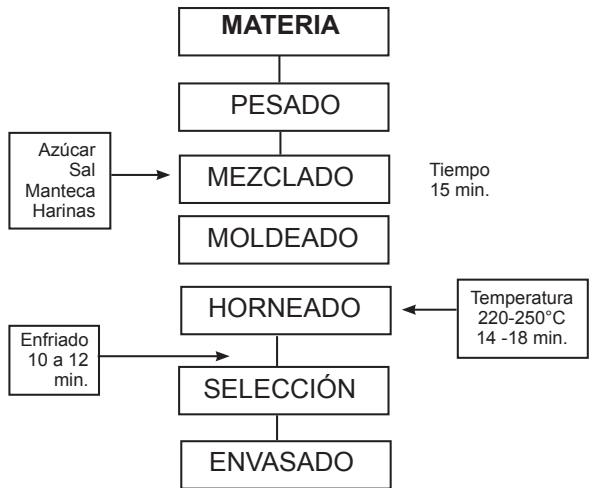 MATERIA
PESADO
Azúcar
Sal
Manteca
Harinas
MEZCLADO
Tiempo
15 min.
MOLDEADO
HORNEADO
Temperatura
220-250°C
14 -18 min.
Enfriado
10 a 12
min.
SELECCIÓN
ENVASADO